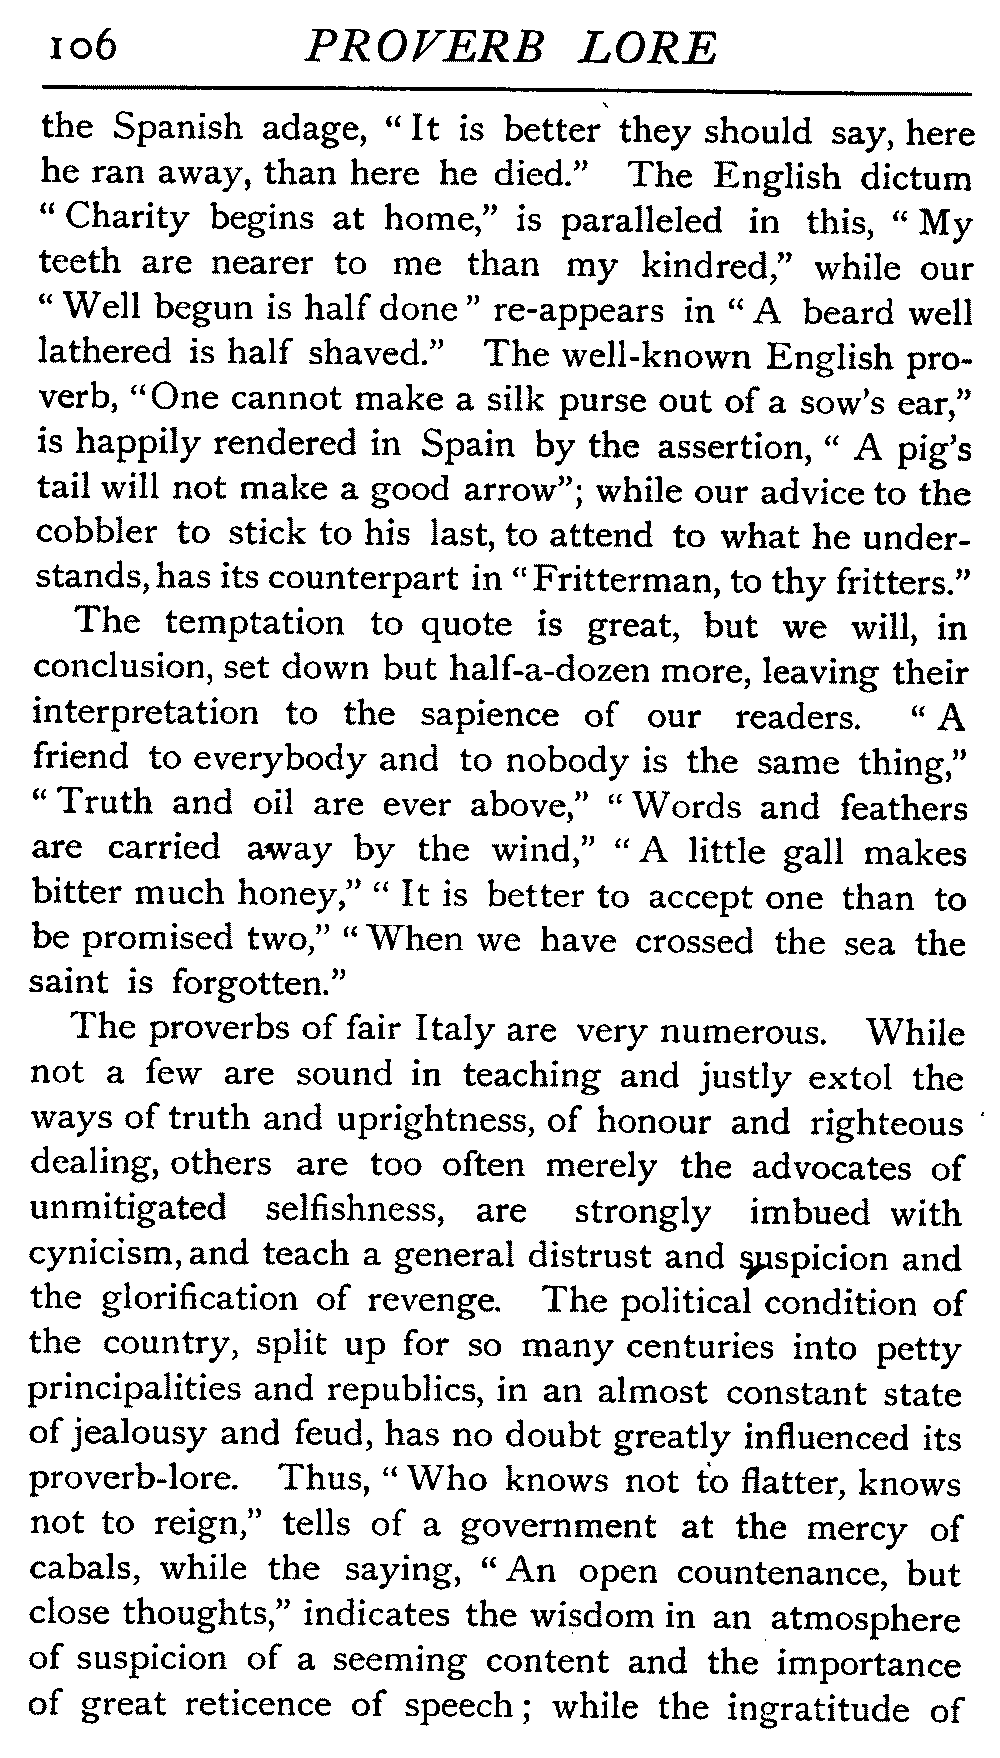 106 PROVERB LORE
the Spanish adage, “It is better they should say, here
he ran away, than here he died.” The English dictum
“Charity begins at home,” is paralleled in this, “My
teeth are nearer to me than my kindred,” while our
“Well begun is half done” re-appears in “A beard well
lathered is half shaved.” The well-known English pro-
verb, “One cannot make a silk purse out of a sow’s ear,”
is happily rendered in Spain by the assertion, “A pig’s
tail will not make a good arrow”; while our advice to the
cobbler to stick to his last, to attend to what he under-
stands, has its counterpart in “Fritterman, to thy fritters.”
The temptation to quote is great, but we will, in
conclusion, set down but half-a-dozen more, leaving their
interpretation to the sapience of our readers. “A
friend to everybody and to nobody is the same thing,”
“Truth and oil are ever above,” “Words and feathers
are carried away by the wind,” “A little gall makes
bitter much honey,” “It is better to accept one than to
be promised two,” “When we have crossed the sea the
saint is forgotten.”
The proverbs of fair Italy are very numerous. While
not a few are sound in teaching and justly extol the
ways of truth and uprightness, of honour and righteous
dealing, others are too often merely the advocates of
unmitigated selfishness, are strongly imbued with
cynicism, and teach a general distrust and suspicion and
the glorification of revenge. The political condition of
the country, split up for so many centuries into petty
principalities and republics, in an almost constant state
of jealousy and feud, has no doubt greatly influenced its
proverb-lore. Thus, “Who knows not to flatter, knows
not to reign,” tells of a government at the mercy of
cabals, while the saying, “An open countenance, but
close thoughts,” indicates the wisdom in an atmosphere
of suspicion of a seeming content and the importance
of great reticence of speech; while the ingratitude of